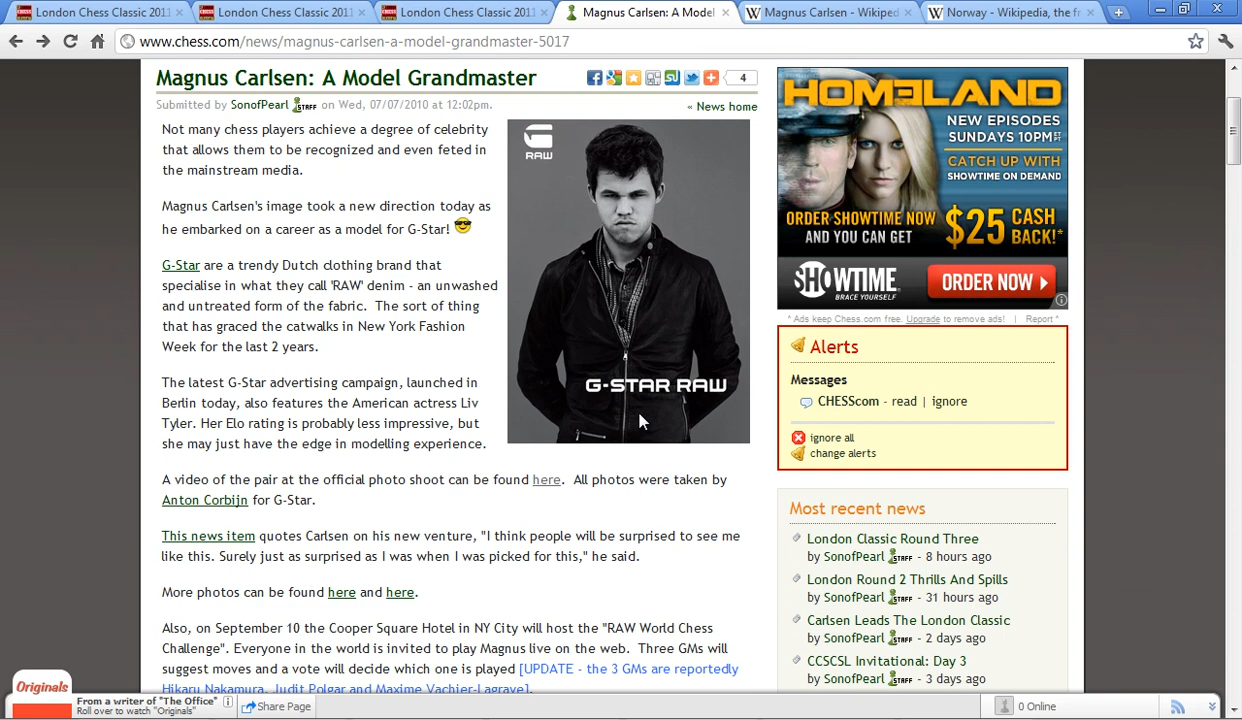 London Chess Classic 2011
London Chess Classic 2011
London Chess Classic 2011
Magnus Carlsen: A Model
Magnus Carlsen - Wikiped
Norway - Wikipedia, the fr
www.chess.com/news/magnus-carlsen-a-model-grandmaster-5017
Magnus Carlsen: A Model Grandmaster
4
Submitted by SonofPearl STAFF on Wed, 07/07/2010 at 12:02pm.
« News home
Not many chess players achieve a degree of celebrity
that allows them to be recognized and even feted in
the mainstream media.
Magnus Carlsen's image took a new direction today as
he embarked on a career as a model for G-Star!
G-Star are a trendy Dutch clothing brand that
specialise in what they call 'RAW' denim - an unwashed
and untreated form of the fabric. The sort of thing
that has graced the catwalks in New York Fashion
Week for the last 2 years.
The latest G-Star advertising campaign, launched in
Berlin today, also features the American actress Liv
Tyler. Her Elo rating is probably less impressive, but
she may just have the edge in modelling experience.
G
RAW
G-STAR RAW
A video of the pair at the official photo shoot can be found here. All photos were taken by
Anton Corbijn for G-Star.
This news item quotes Carlsen on his new venture, "I think people will be surprised to see me
like this. Surely just as surprised as I was when I was picked for this," he said.
More photos can be found here and here.
Also, on September 10 the Cooper Square Hotel in NY City will host the "RAW World Chess
Challenge". Everyone in the world is invited to play Magnus live on the web. Three GMs will
suggest moves and a vote will decide which one is played [UPDATE - the 3 GMs are reportedly
Hikaru Nakamura, Judit Polgar and Maxime Vachier-Lagrave].
HOMELAND
NEW EPISODES
SUNDAYS 10PM ET PT
CATCH UP WITH
SHOWTIME ON DEMAND
ORDER SHOWTIME NOW
AND YOU CAN GET
$25 CASH
BACK!*
SHOWTIME
BRACE YOURSELF
ORDER NOW
* Ads keep Chess.com free. Upgrade to remove ads! | Report *
Alerts
Messages
CHESScom - read | ignore
ignore all
change alerts
Most recent news
London Classic Round Three
by SonofPearl STAFF - 8 hours ago
London Round 2 Thrills And Spills
by SonofPearl STAFF - 31 hours ago
Carlsen Leads The London Classic
by SonofPearl STAFF - 2 days ago
CCSCSL Invitational: Day 3
by SonofPearl STAFF - 3 days ago
Originals
From a writer of "The Office"
Roll over to watch "Originals"
Share Page
0 Online